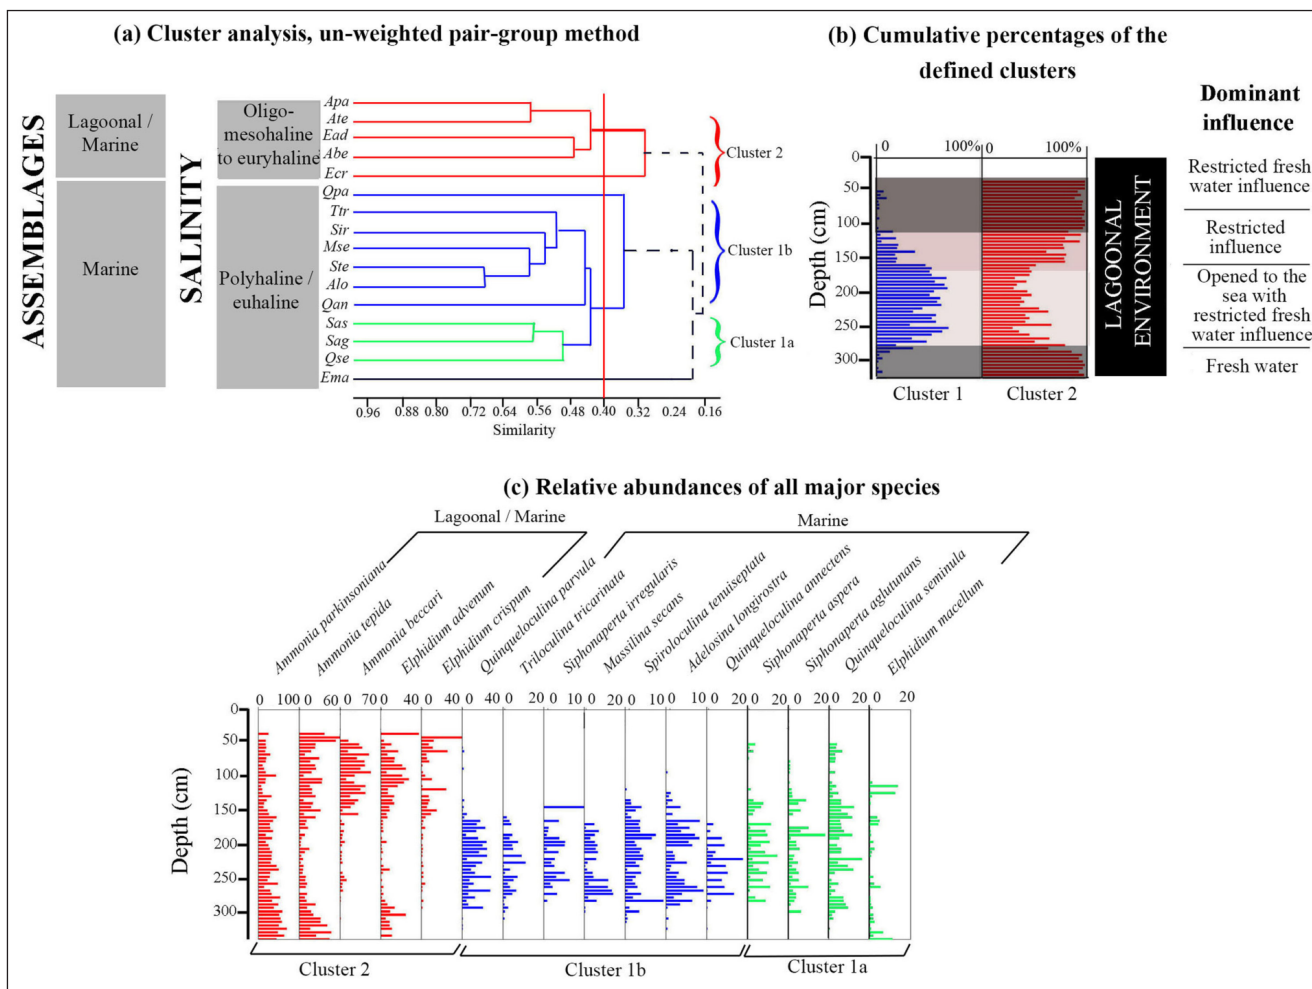 (a) Cluster analysis, un-weighted pair-group method
ASSEMBLAGES
Lagoonal /
Marine
Marine
SALINITY
Oligo-
mesohaline
to euryhaline
Polyhaline /
euhaline
Apa
Ate
Ead
Abe
Ecr
Qpa
Ttr
Sir
Mse
Ste
Alo
Qan
Sas
Sag
Qse
Ema
Cluster 2
Cluster 1b
Cluster 1a
0.96 0.88 0.80 0.72 0.64 0.56 0.48 0.40 0.32 0.24 0.16
Similarity
(b) Cumulative percentages of the
defined clusters
Dominant
influence
0 100% 0 100%
Depth (cm)
0
50
100
150
200
250
300
Cluster 1 Cluster 2
LAGOONAL
ENVIRONMENT
Restricted fresh
water influence
Restricted
influence
Opened to the
sea with
restricted fresh
water influence
Fresh water
(c) Relative abundances of all major species
Lagoonal / Marine
Marine
Ammonia parkinsoniana
Ammonia tepida
Ammonia beccari
Elphidium advenum
Elphidium crispum
Quinqueloculina parvula
Triloculina tricarinata
Siphonaperta irregularis
Massilina secans
Spiroloculina tenuiseptata
Adelosina longirostra
Quinqueloculina annectens
Siphonaperta aspera
Siphonaperta aglutunans
Quinqueloculina seminula
Elphidium macellum
0 100 0 60 0 70 0 40 0 40 0 40 0 20 0 10 0 10 0 10 0 10 0 20 0 20 0 20 0 20 0 20
Depth (cm)
0
50
100
150
200
250
300
Cluster 2
Cluster 1b
Cluster 1a